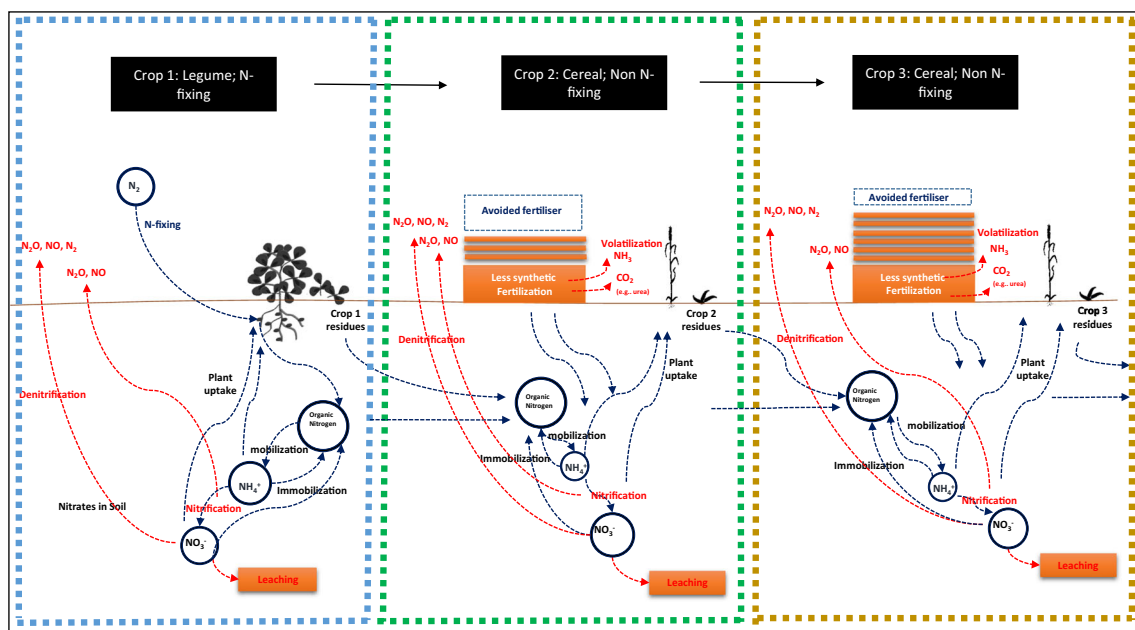 Crop 1: Legume; N-
fixing
Crop 2: Cereal; Non N-
fixing
Crop 3: Cereal; Non N-
fixing
N2
N-fixing
N2O, NO, N2
N2O, NO
Crop 1
residues
Plant
uptake
Denitrification
Organic
Nitrogen
mobilization
NH4+
Immobilization
Nitrates in Soil
Nitrification
NO3-
Leaching
Avoided fertiliser
N2O, NO, N2
N2O, NO
Volatilization
NH3
CO2
(e.g.. urea)
Less synthetic
Fertilization
Crop 2
residues
Denitrification
Plant
uptake
Organic
Nitrogen
mobilization
Immobilization
NH4+
Nitrification
NO3-
Leaching
Avoided fertiliser
N2O, NO, N2
N2O, NO
Volatilization
NH3
CO2
(e.g.. urea)
Less synthetic
Fertilization
Crop 3
residues
Denitrification
Plant
uptake
Organic
Nitrogen
mobilization
Immobilization
NH4+
Nitrification
NO3-
Leaching